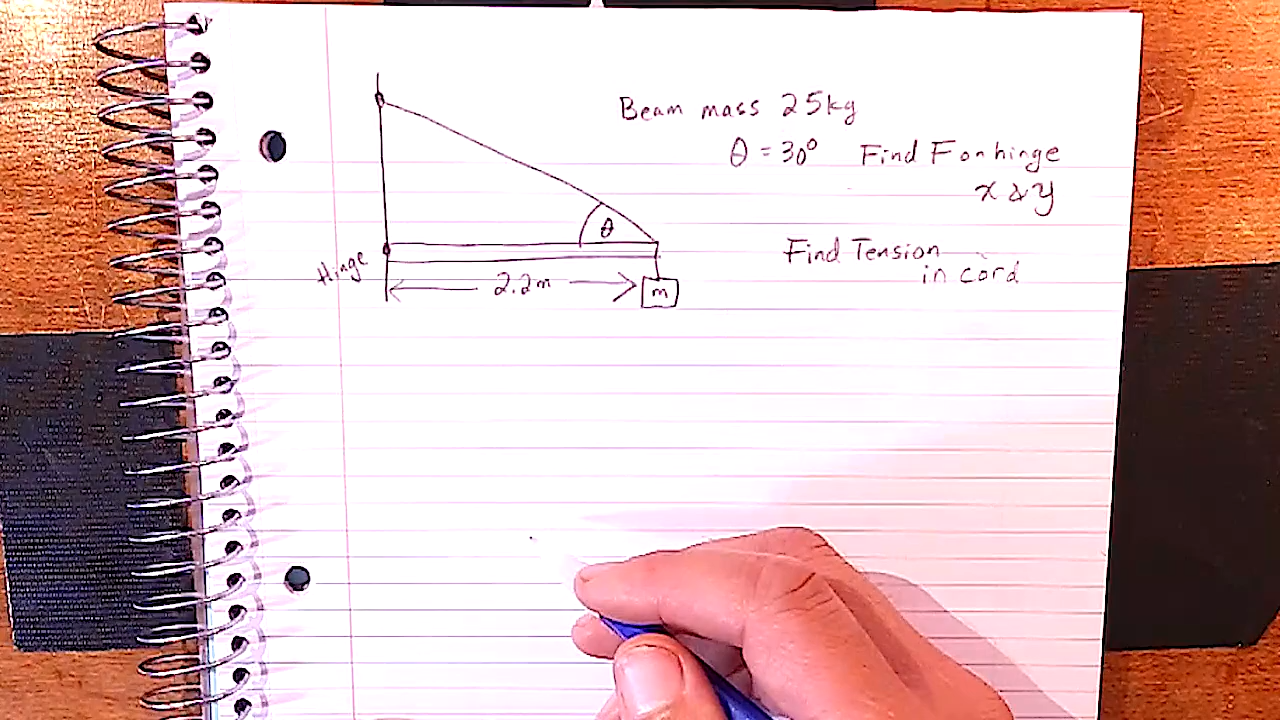 Beam mass 25kg
θ = 30° Find F on hinge
x & y
θ
Find Tension
in cord
Hinge
2.2m
m